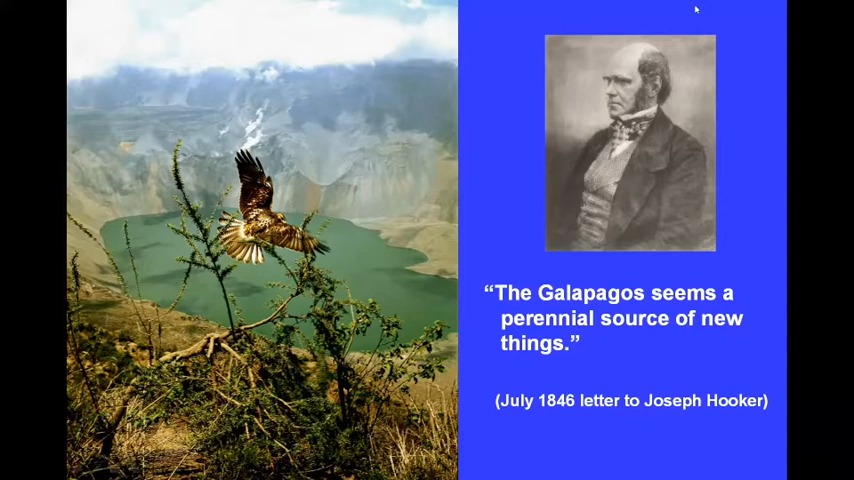 “The Galapagos seems a
perennial source of new
things.”
(July 1846 letter to Joseph Hooker)